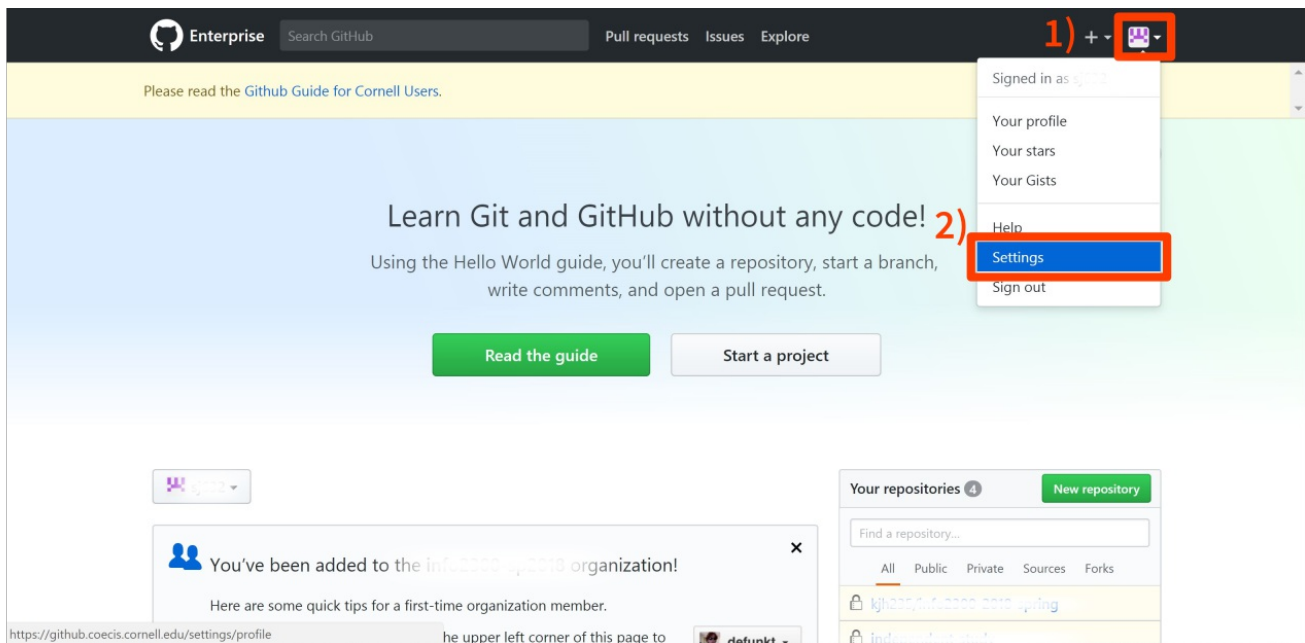 Enterprise Search GitHub Pull requests Issues Explore 1) +
Please read the Github Guide for Cornell Users.
Signed in as
Your profile
Your stars
Your Gists
Help
2) Settings
Sign out
Learn Git and GitHub without any code!
Using the Hello World guide, you'll create a repository, start a branch,
write comments, and open a pull request.
Read the guide Start a project
Your repositories 4 New repository
Find a repository...
All Public Private Sources Forks
You've been added to the organization!
Here are some quick tips for a first-time organization member.
he upper left corner of this page to
defunkt
https://github.coecis.cornell.edu/settings/profile